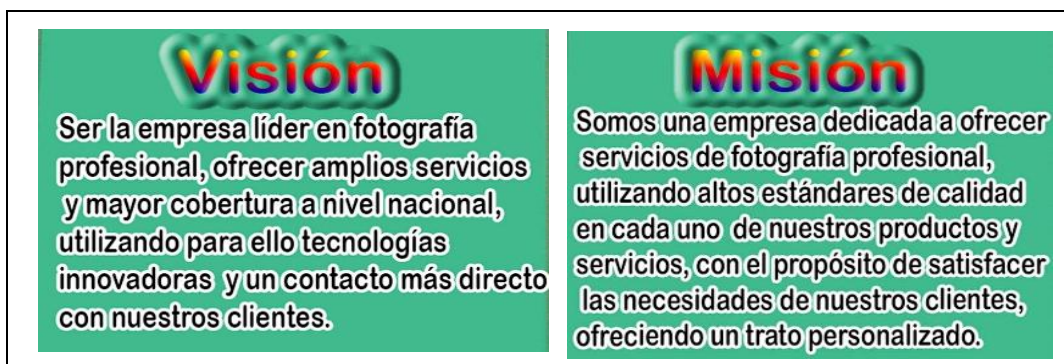 Visión
Ser la empresa líder en fotografía
profesional, ofrecer amplios servicios
y mayor cobertura a nivel nacional,
utilizando para ello tecnologías
innovadoras y un contacto más directo
con nuestros clientes.
Misión
Somos una empresa dedicada a ofrecer
servicios de fotografía profesional,
utilizando altos estándares de calidad
en cada uno de nuestros productos y
servicios, con el propósito de satisfacer
las necesidades de nuestros clientes,
ofreciendo un trato personalizado.